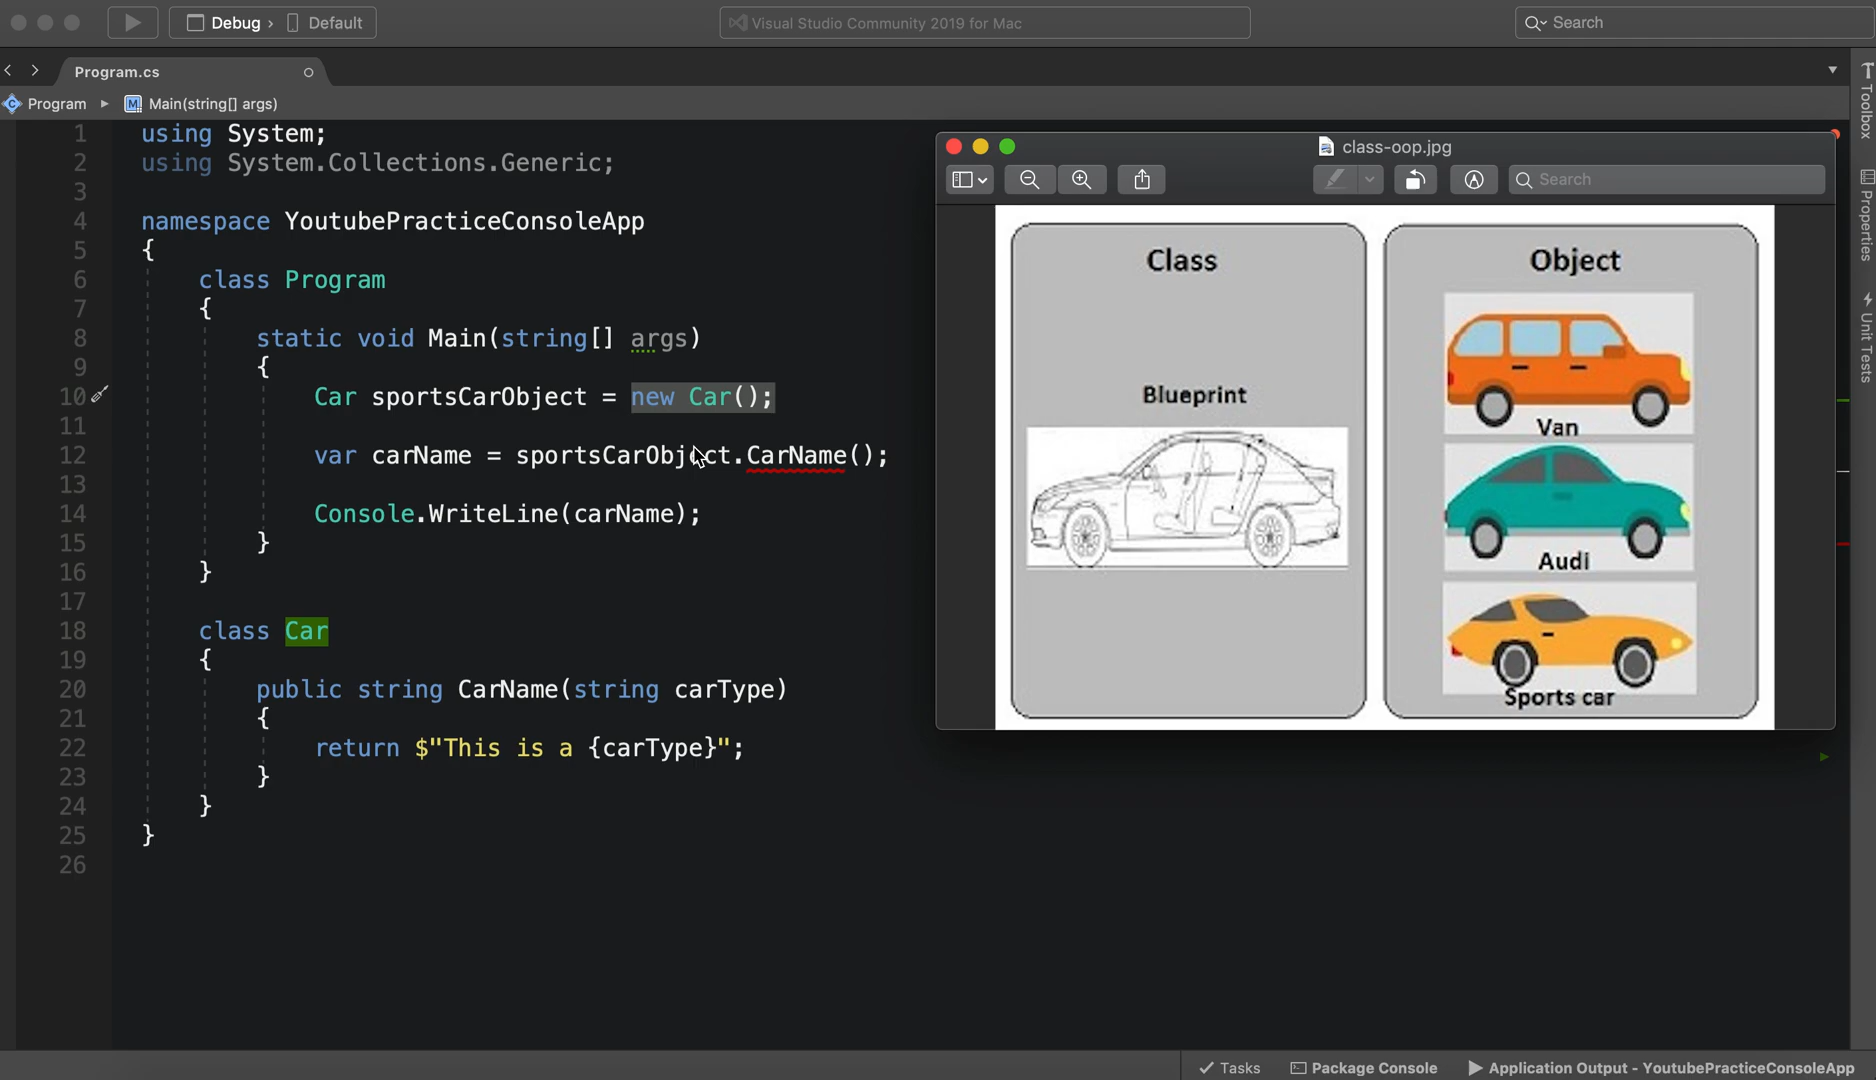 Debug › Default
Visual Studio Community 2019 for Mac
Search
Program.cs
Program ▸ Main(string[] args)
1 using System;
2 using System.Collections.Generic;
3
4 namespace YoutubePracticeConsoleApp
5 {
6 class Program
7 {
8 static void Main(string[] args)
9 {
10 Car sportsCarObject = new Car();
11
12 var carName = sportsCarObject.CarName();
13
14 Console.WriteLine(carName);
15 }
16 }
17
18 class Car
19 {
20 public string CarName(string carType)
21 {
22 return $"This is a {carType}";
23 }
24 }
25 }
26
class-oop.jpg
Search
Class
Blueprint
Object
Van
Audi
Sports car
Toolbox
Properties
Unit Tests
Tasks
Package Console
Application Output - YoutubePracticeConsoleApp